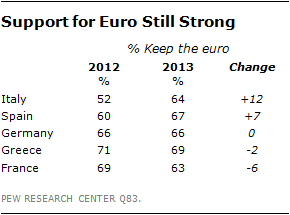 Support for Euro Still Strong
% Keep the euro
2012 2013 Change
% %
Italy 52 64 +12
Spain 60 67 +7
Germany 66 66 0
Greece 71 69 -2
France 69 63 -6
PEW RESEARCH CENTER Q83.